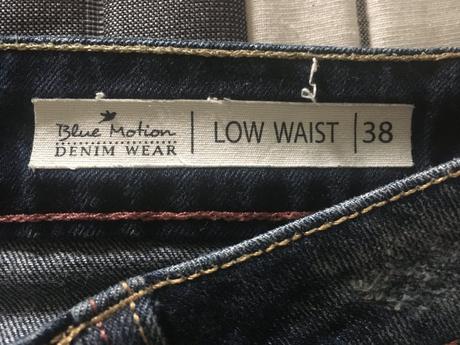 Blue Motion
DENIM WEAR
LOW WAIST
38